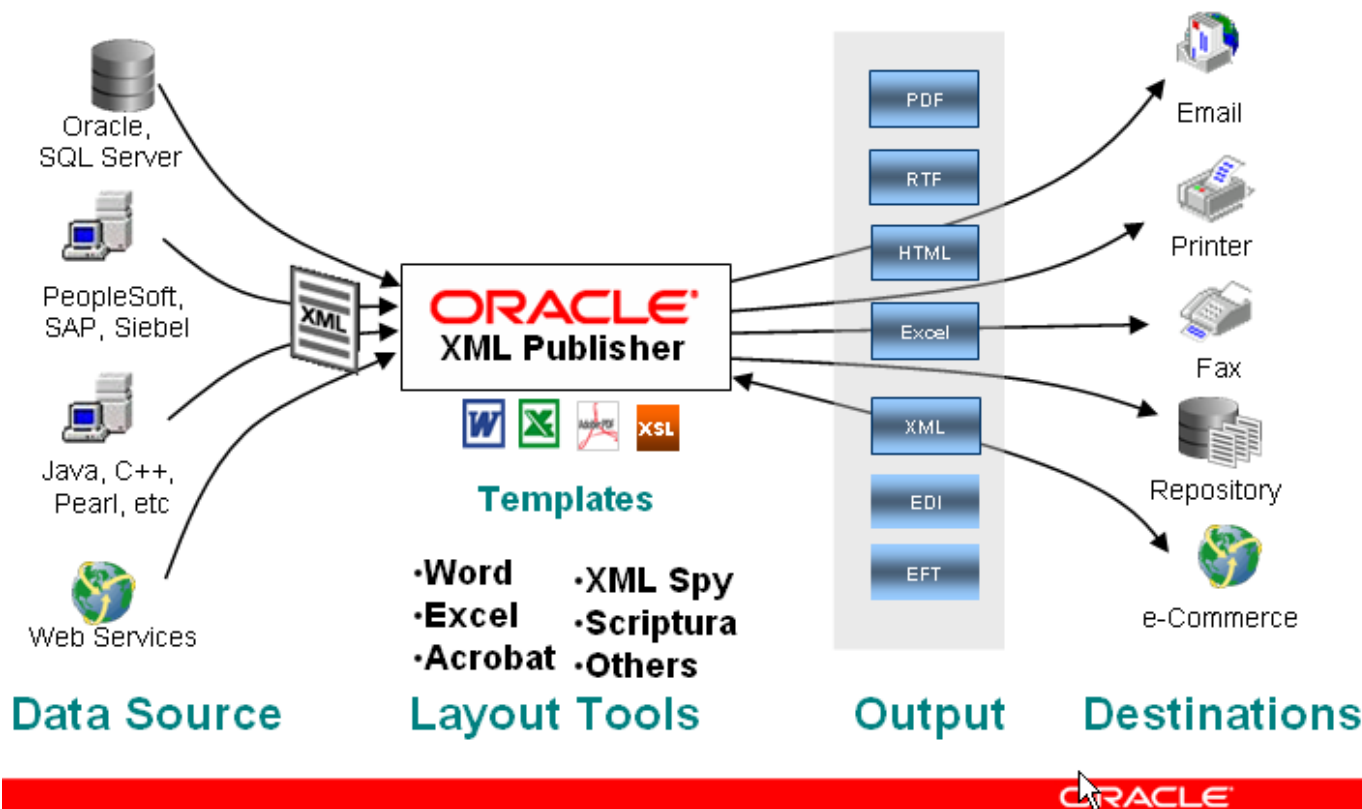 Oracle,
SQL Server
PeopleSoft,
SAP, Siebel
Java, C++,
Pearl, etc
Web Services
Data Source
XML
ORACLE
XML Publisher
W
X
Adobe PDF
XSL
Templates
·Word
·Excel
·Acrobat
·XML Spy
·Scriptura
·Others
Layout Tools
PDF
RTF
HTML
Excel
XML
EDI
EFT
Output
Email
Printer
Fax
Repository
e-Commerce
Destinations
ORACLE